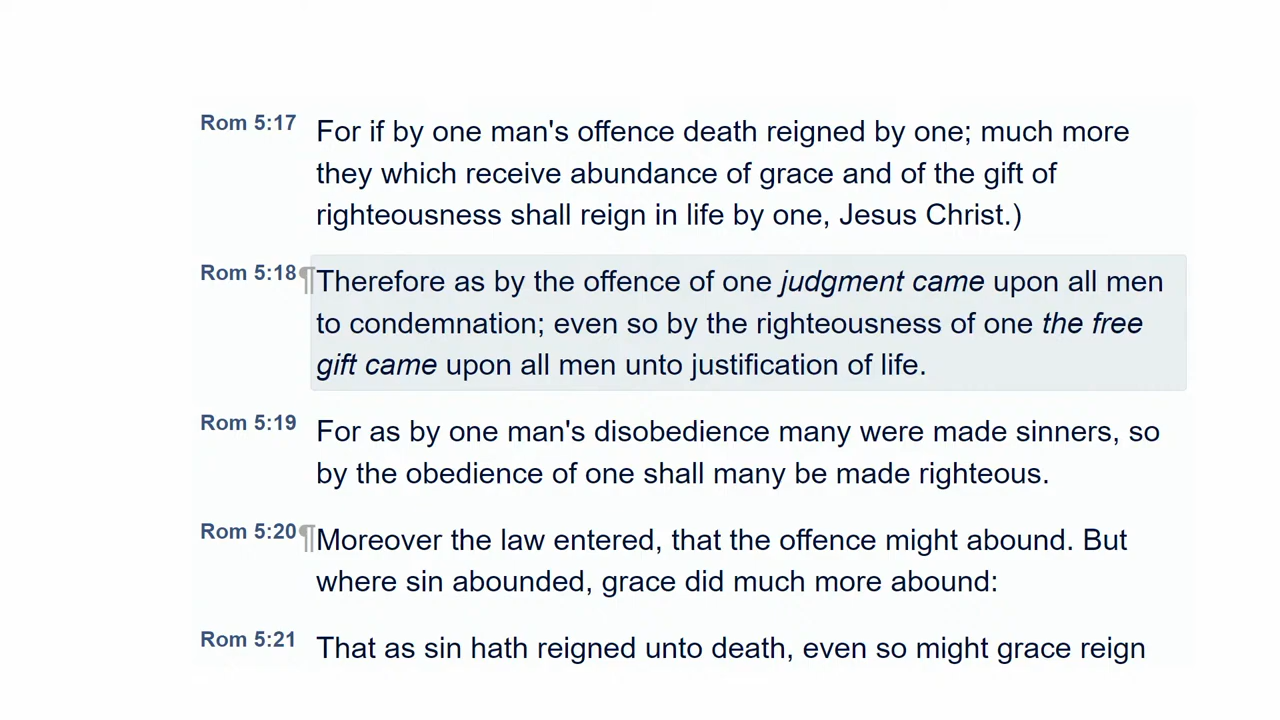 Rom 5:17 For if by one man's offence death reigned by one; much more
they which receive abundance of grace and of the gift of
righteousness shall reign in life by one, Jesus Christ.)
Rom 5:18 ¶Therefore as by the offence of one judgment came upon all men
to condemnation; even so by the righteousness of one the free
gift came upon all men unto justification of life.
Rom 5:19 For as by one man's disobedience many were made sinners, so
by the obedience of one shall many be made righteous.
Rom 5:20 ¶Moreover the law entered, that the offence might abound. But
where sin abounded, grace did much more abound:
Rom 5:21 That as sin hath reigned unto death, even so might grace reign